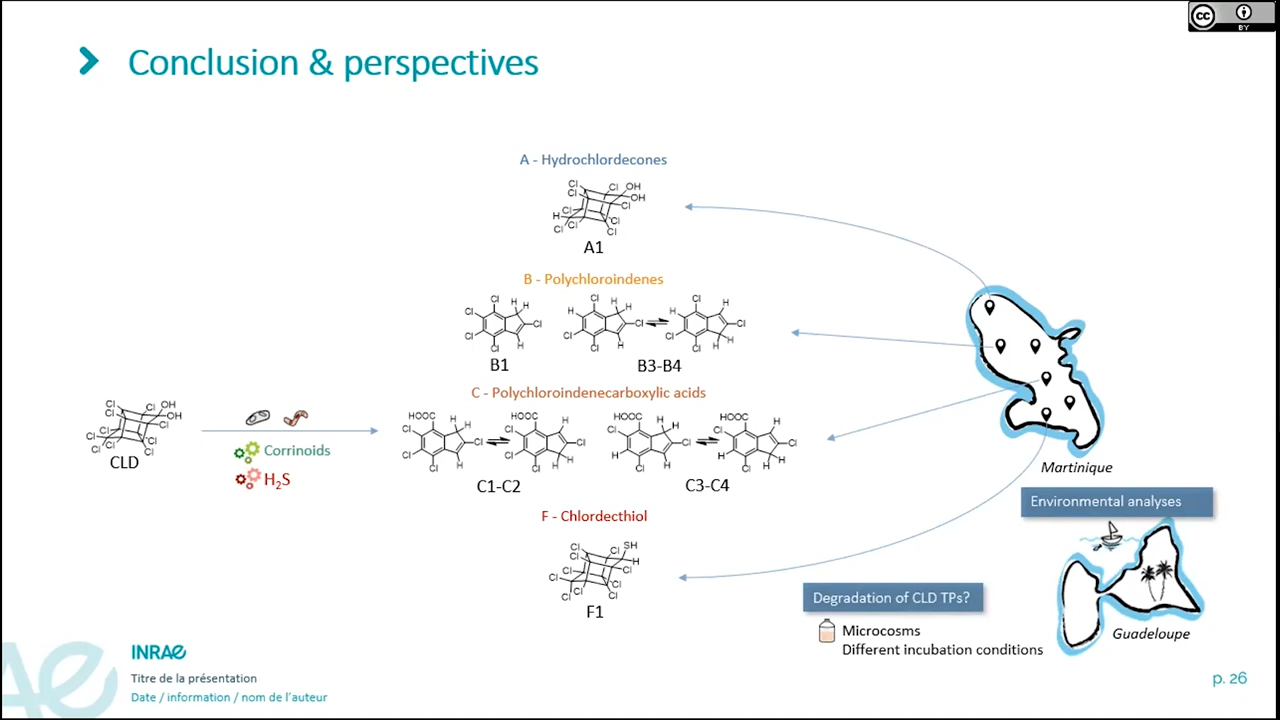 cc
BY
Conclusion & perspectives
A - Hydrochlordecones
A1
B - Polychloroindenes
B1
B3-B4
C - Polychloroindenecarboxylic acids
CLD
Corrinoids
H₂S
C1-C2
C3-C4
F - Chlordecthiol
F1
Martinique
Environmental analyses
Guadeloupe
Degradation of CLD TPs?
Microcosms
Different incubation conditions
INRAE
Titre de la présentation
Date / information / nom de l'auteur
p. 26